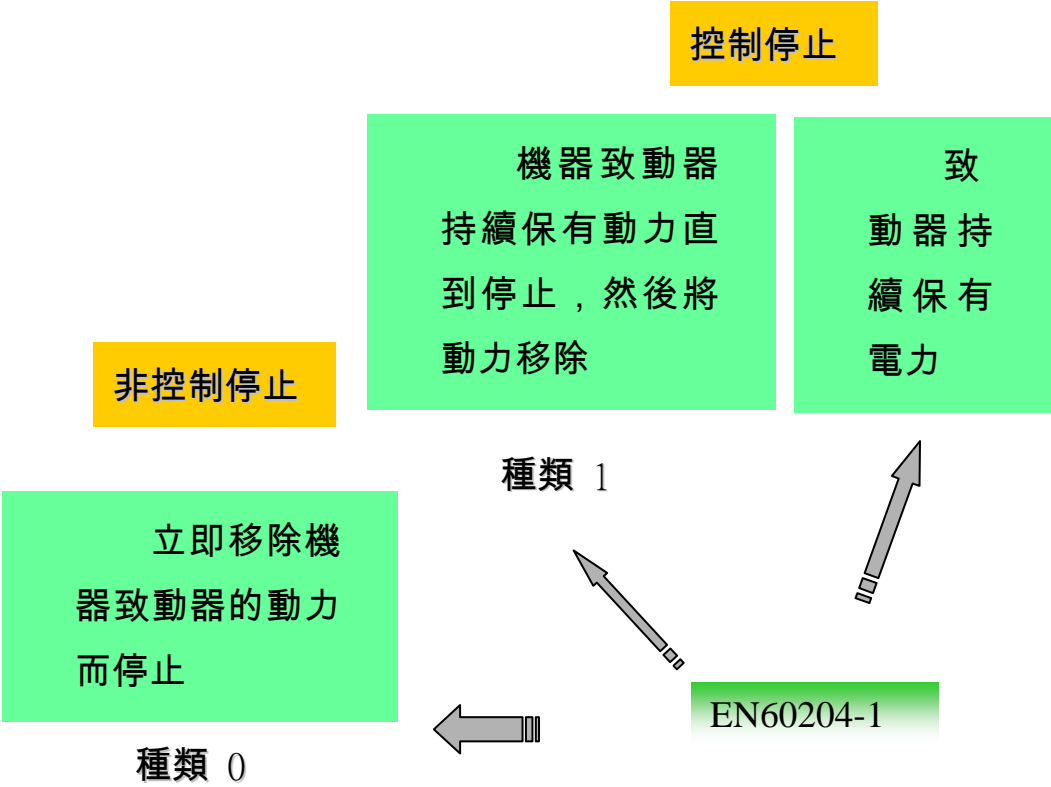 控制停止
機器致動器
持續保有動力直
到停止，然後將
動力移除
致
動器持
續保有
電力
非控制停止
種類 1
立即移除機
器致動器的動力
而停止
EN60204-1
種類 0